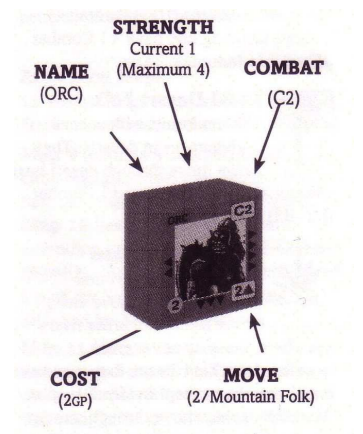 STRENGTH
Current 1
(Maximum 4)
NAME
(ORC)
COMBAT
(C2)
ORC
C2
2
2▲
COST
(2GP)
MOVE
(2/Mountain Folk)